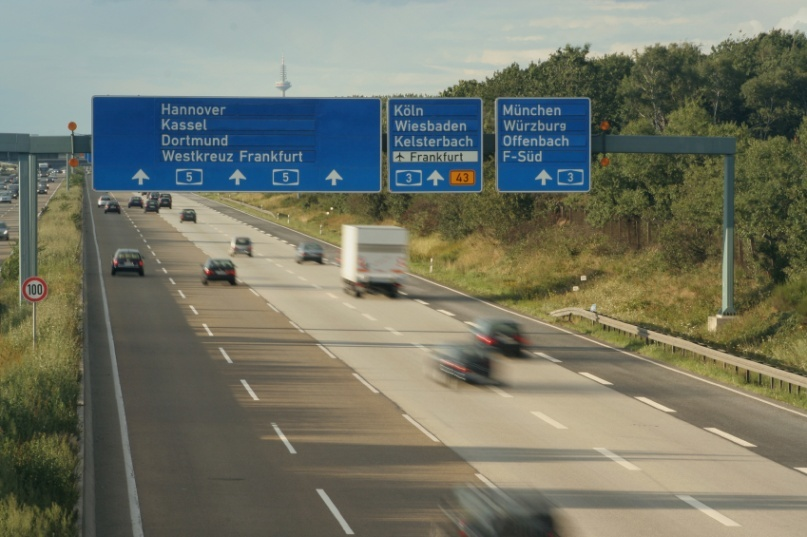 Hannover
Kassel
Dortmund
Westkreuz Frankfurt
5 5
Köln
Wiesbaden
Kelsterbach
Frankfurt
3 43
München
Würzburg
Offenbach
F-Süd
3
100